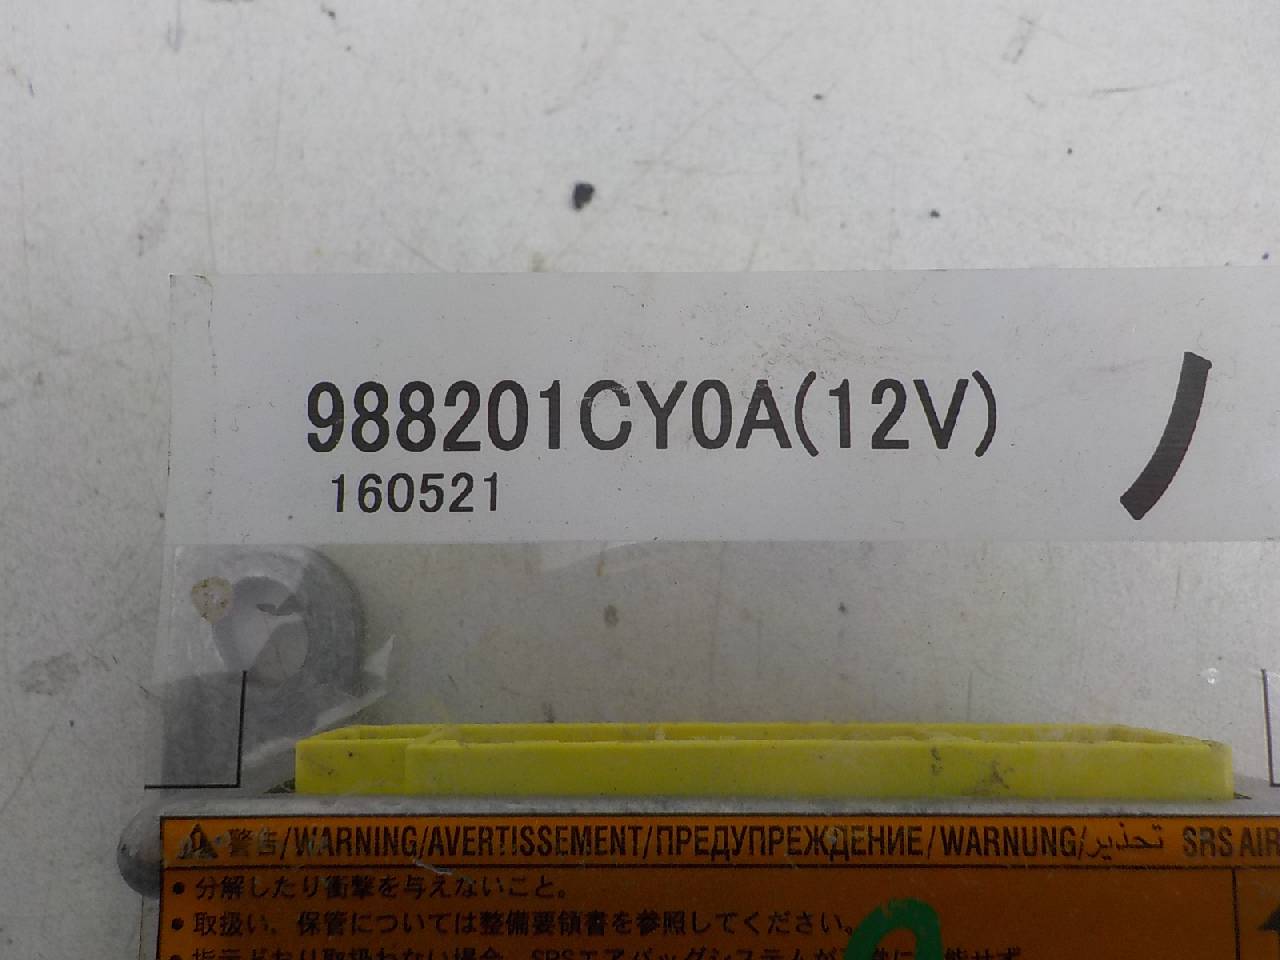 988201CY0A(12V)
160521
警告/WARNING/AVERTISSEMENT/ПРЕДУПРЕЖДЕНИЕ/WARNUNG/تحذير SRS AIR
• 分解したり衝撃を与えないこと。
• 取扱い、保管については整備要領書を参照してください。